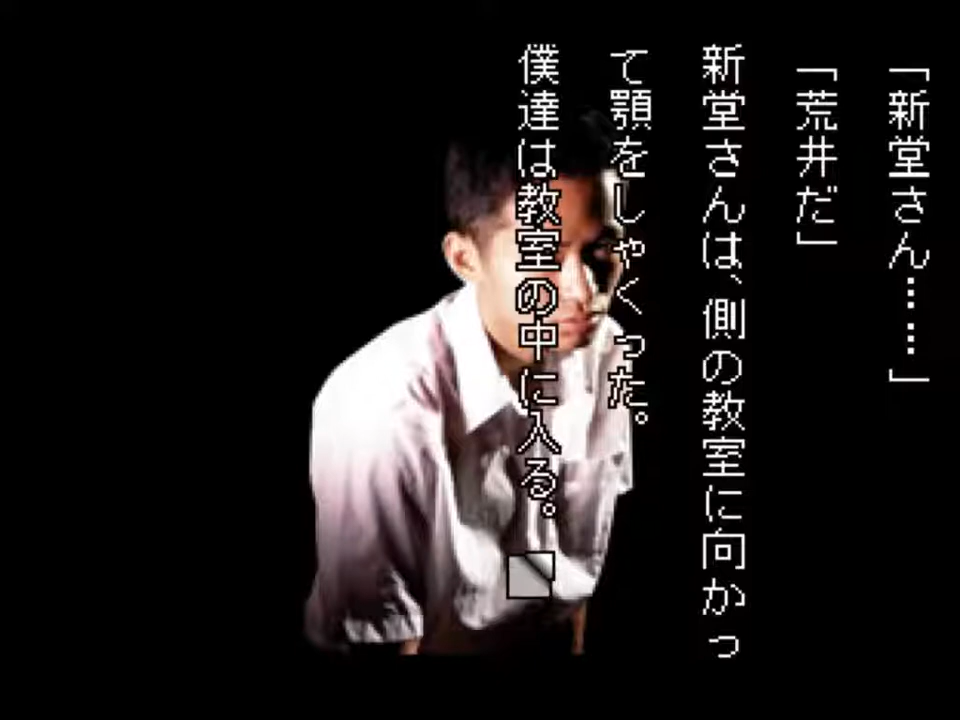 「新堂さん……」
「荒井だ」
新堂さんは、側の教室に向かっ
て顎をしゃくった。
僕達は教室の中に入る。